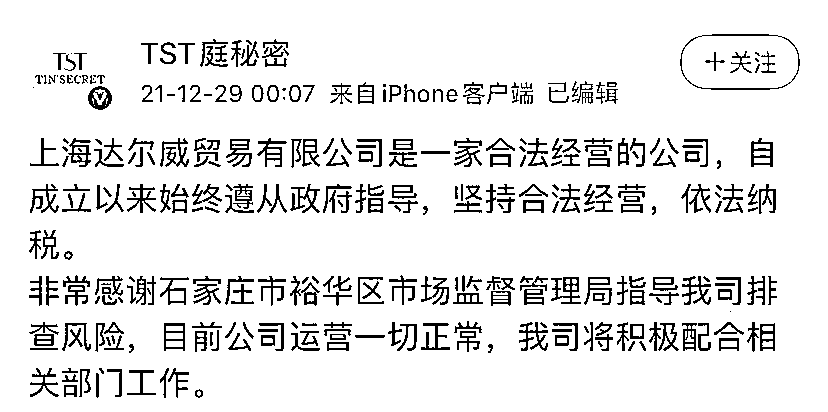 TST
TIN'SECRET
TST庭秘密
+关注
21-12-29 00:07 来自iPhone客户端 已编辑
上海达尔威贸易有限公司是一家合法经营的公司，自
成立以来始终遵从政府指导，坚持合法经营，依法纳
税。
非常感谢石家庄市裕华区市场监督管理局指导我司排
查风险，目前公司运营一切正常，我司将积极配合相
关部门工作。